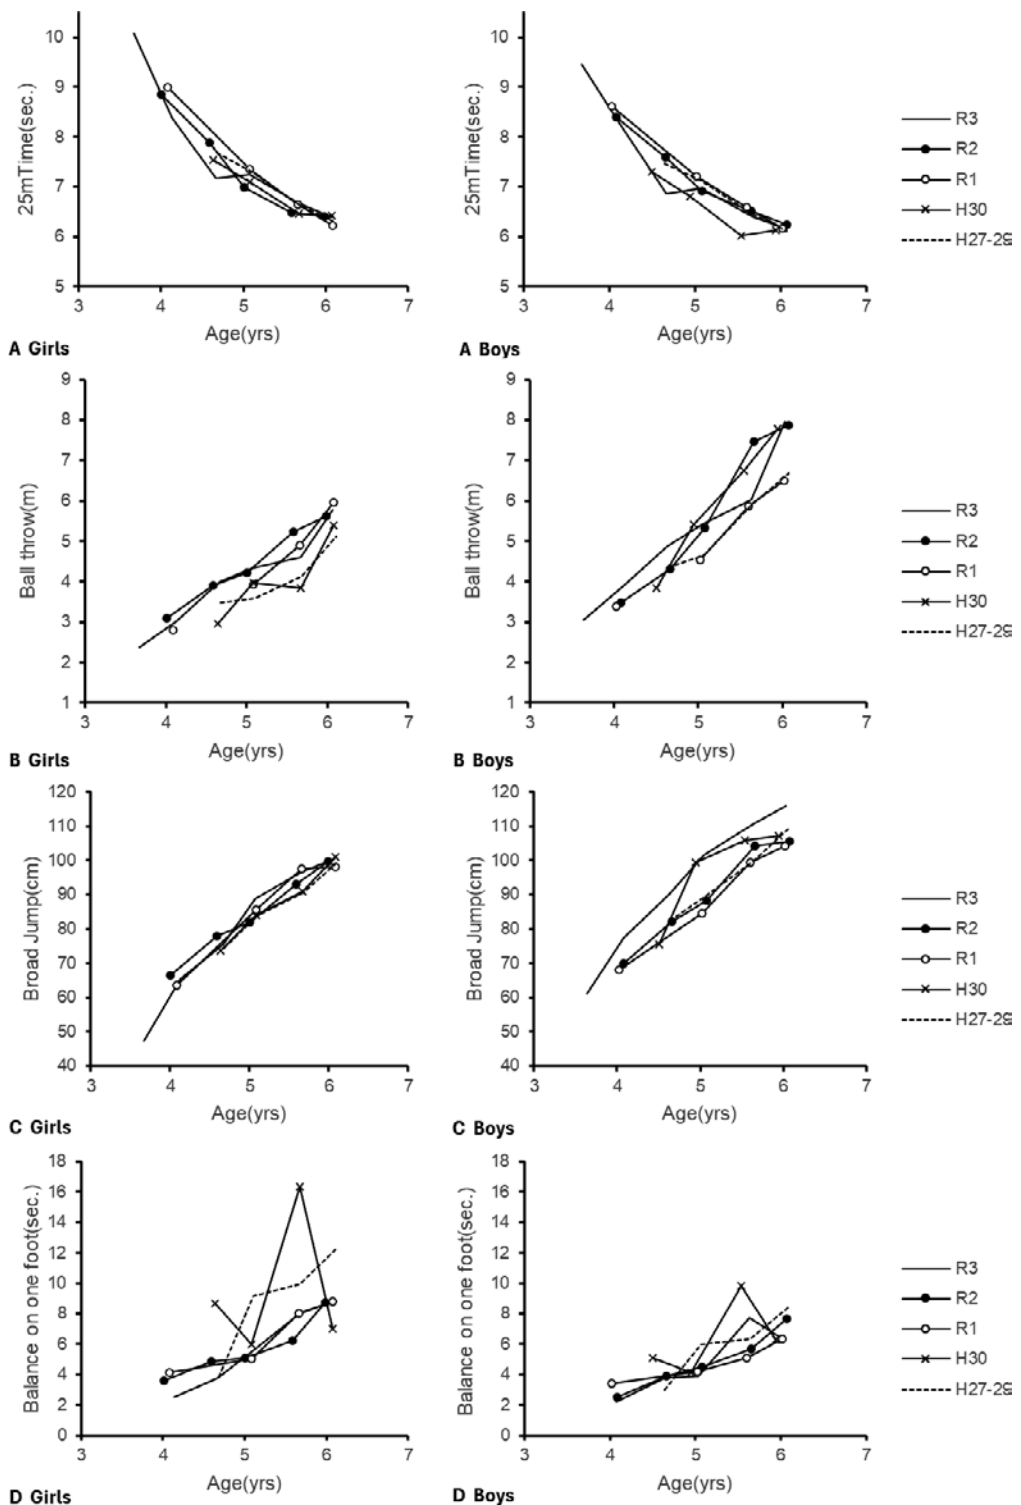 10
9
8
7
6
5
25mTime(sec.)
3 4 5 6 7
Age(yrs)
A Girls
10
9
8
7
6
5
25mTime(sec.)
3 4 5 6 7
Age(yrs)
A Boys
R3
R2
R1
H30
H27-29
9
8
7
6
5
4
3
2
1
Ball throw(m)
3 4 5 6 7
Age(yrs)
B Girls
9
8
7
6
5
4
3
2
1
Ball throw(m)
3 4 5 6 7
Age(yrs)
B Boys
R3
R2
R1
H30
H27-29
120
110
100
90
80
70
60
50
40
Broad Jump(cm)
3 4 5 6 7
Age(yrs)
C Girls
120
110
100
90
80
70
60
50
40
Broad Jump(cm)
3 4 5 6 7
Age(yrs)
C Boys
R3
R2
R1
H30
H27-29
18
16
14
12
10
8
6
4
2
0
Balance on one foot(sec.)
3 4 5 6 7
Age(yrs)
D Girls
18
16
14
12
10
8
6
4
2
0
Balance on one foot(sec.)
3 4 5 6 7
Age(yrs)
D Boys
R3
R2
R1
H30
H27-29